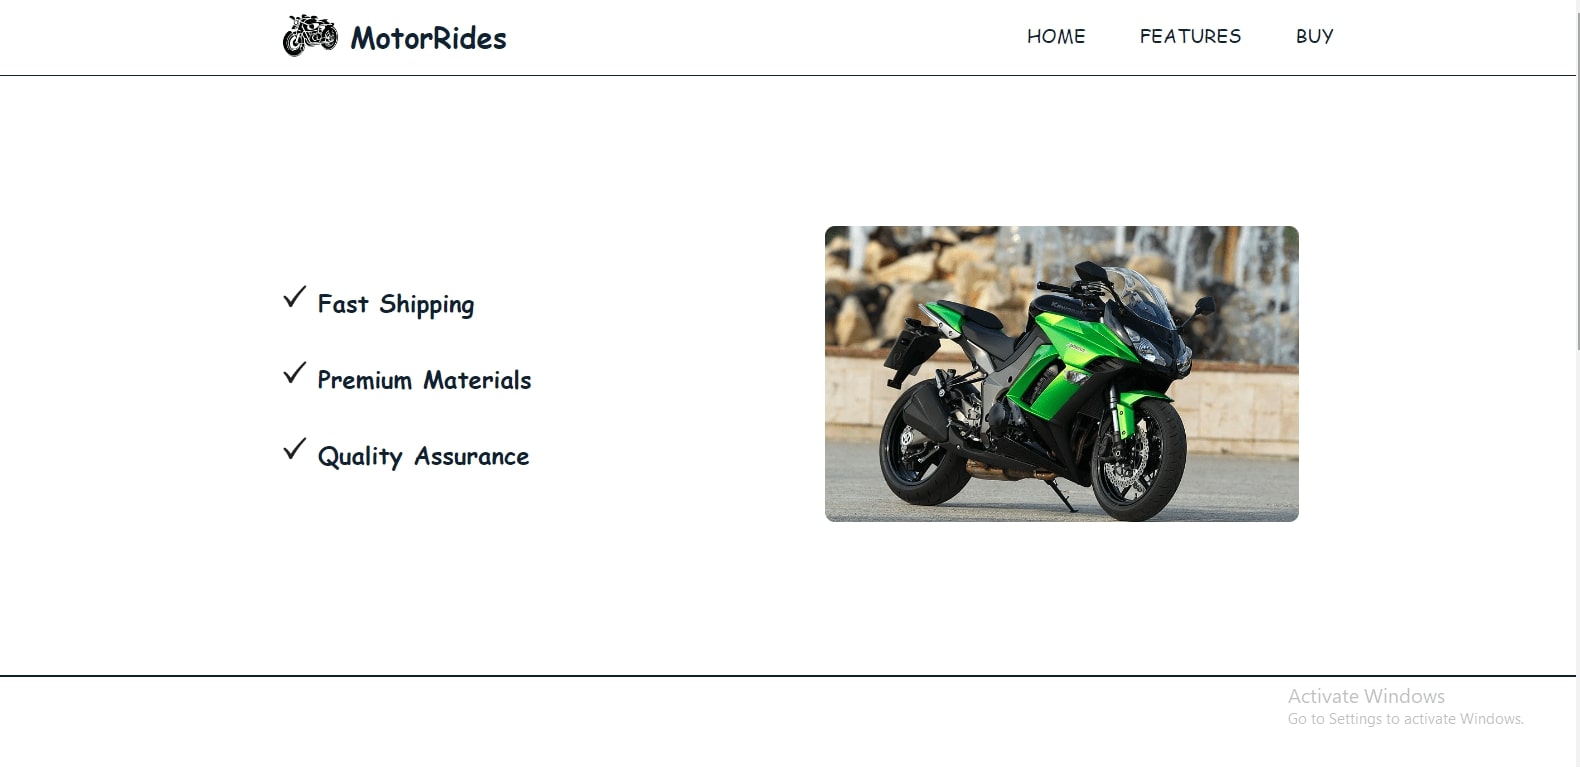 MotorRides
HOME
FEATURES
BUY
✓ Fast Shipping
✓ Premium Materials
✓ Quality Assurance
Kawasaki
Activate Windows
Go to Settings to activate Windows.